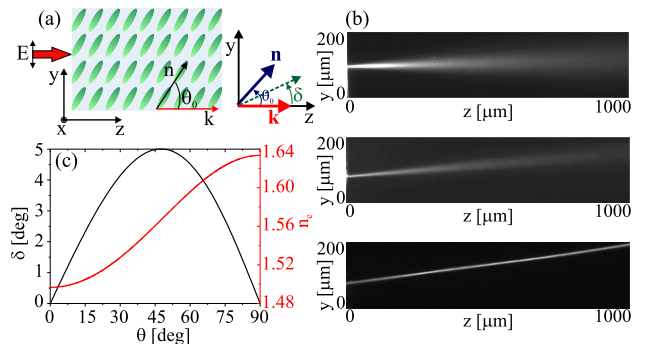 (a)
E
y
x
z
n
θ₀
k
y
n
θ₀
δ
k
z
(b)
200
y [µm]
0
0
z [µm]
1000
200
y [µm]
0
0
z [µm]
1000
200
y [µm]
0
0
z [µm]
1000
(c)
5
4
3
2
1
0
δ [deg]
0
15
30
45
60
75
90
θ [deg]
1.64
1.60
1.56
1.52
1.48
nₑ